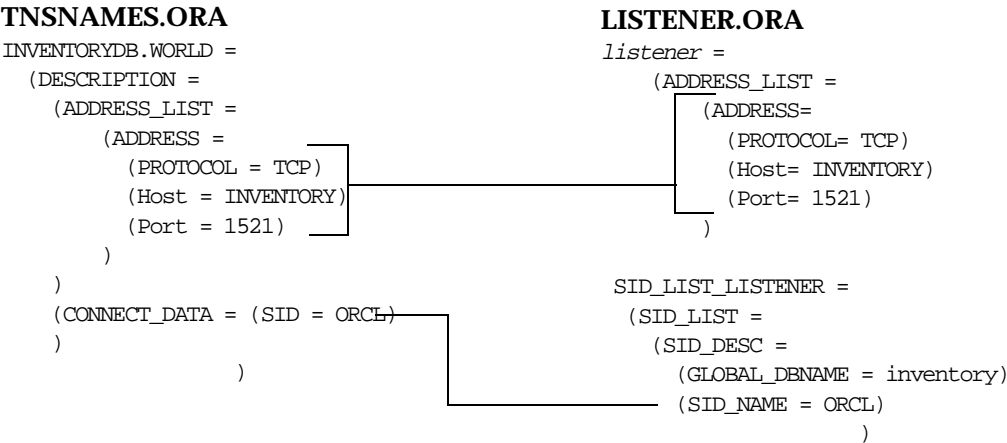 TNSNAMES.ORA
INVENTORYDB.WORLD =
(DESCRIPTION =
(ADDRESS_LIST =
(ADDRESS =
(PROTOCOL = TCP)
(Host = INVENTORY)
(Port = 1521)
)
)
(CONNECT_DATA = (SID = ORCL)
)
)
LISTENER.ORA
listener =
(ADDRESS_LIST =
(ADDRESS=
(PROTOCOL= TCP)
(Host= INVENTORY)
(Port= 1521)
)
SID_LIST_LISTENER =
(SID_LIST =
(SID_DESC =
(GLOBAL_DBNAME = inventory)
(SID_NAME = ORCL)
)